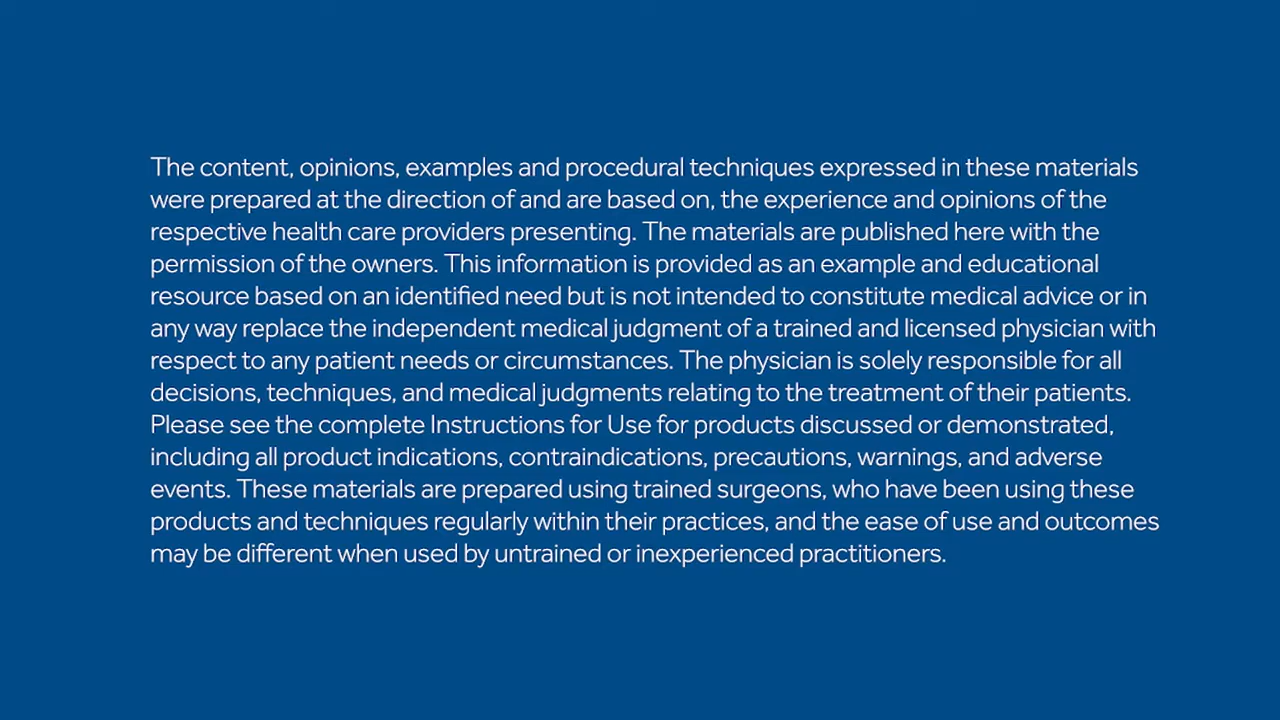 The content, opinions, examples and procedural techniques expressed in these materials
were prepared at the direction of and are based on, the experience and opinions of the
respective health care providers presenting. The materials are published here with the
permission of the owners. This information is provided as an example and educational
resource based on an identified need but is not intended to constitute medical advice or in
any way replace the independent medical judgment of a trained and licensed physician with
respect to any patient needs or circumstances. The physician is solely responsible for all
decisions, techniques, and medical judgments relating to the treatment of their patients.
Please see the complete Instructions for Use for products discussed or demonstrated,
including all product indications, contraindications, precautions, warnings, and adverse
events. These materials are prepared using trained surgeons, who have been using these
products and techniques regularly within their practices, and the ease of use and outcomes
may be different when used by untrained or inexperienced practitioners.